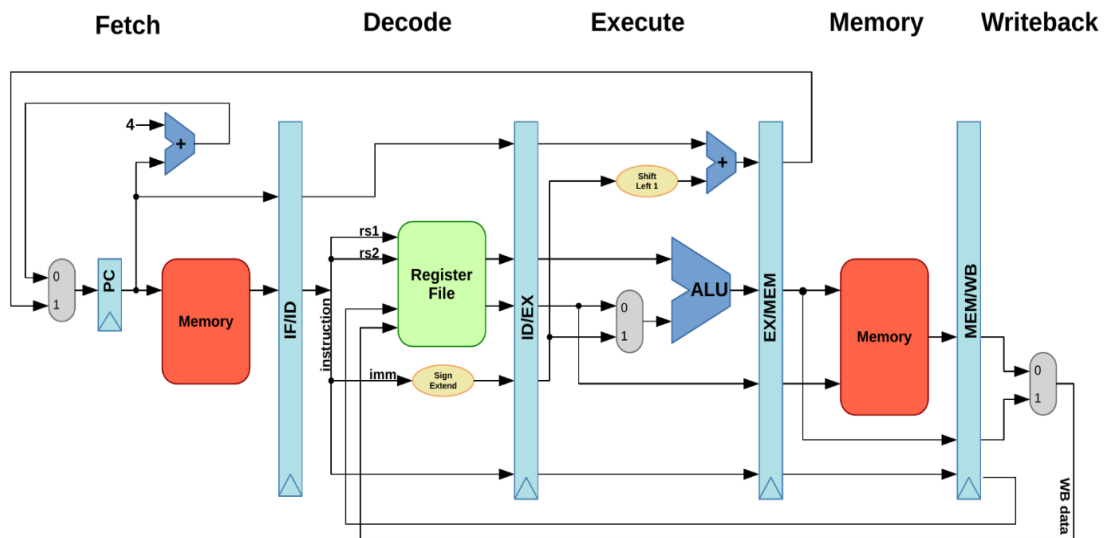 Fetch
Decode
Execute
Memory
Writeback
4
+
+
Shift
Left 1
rs1
rs2
Register
File
0
1
PC
Memory
IF/ID
instruction
imm
Sign
Extend
ID/EX
0
1
ALU
EX/MEM
Memory
MEM/WB
0
1
WB data